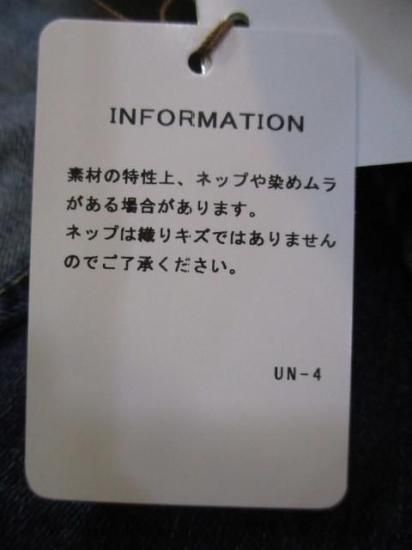 INFORMATION
素材の特性上、ネップや染めムラ
がある場合があります。
ネップは織りキズではありません
のでご了承ください。
UN-4